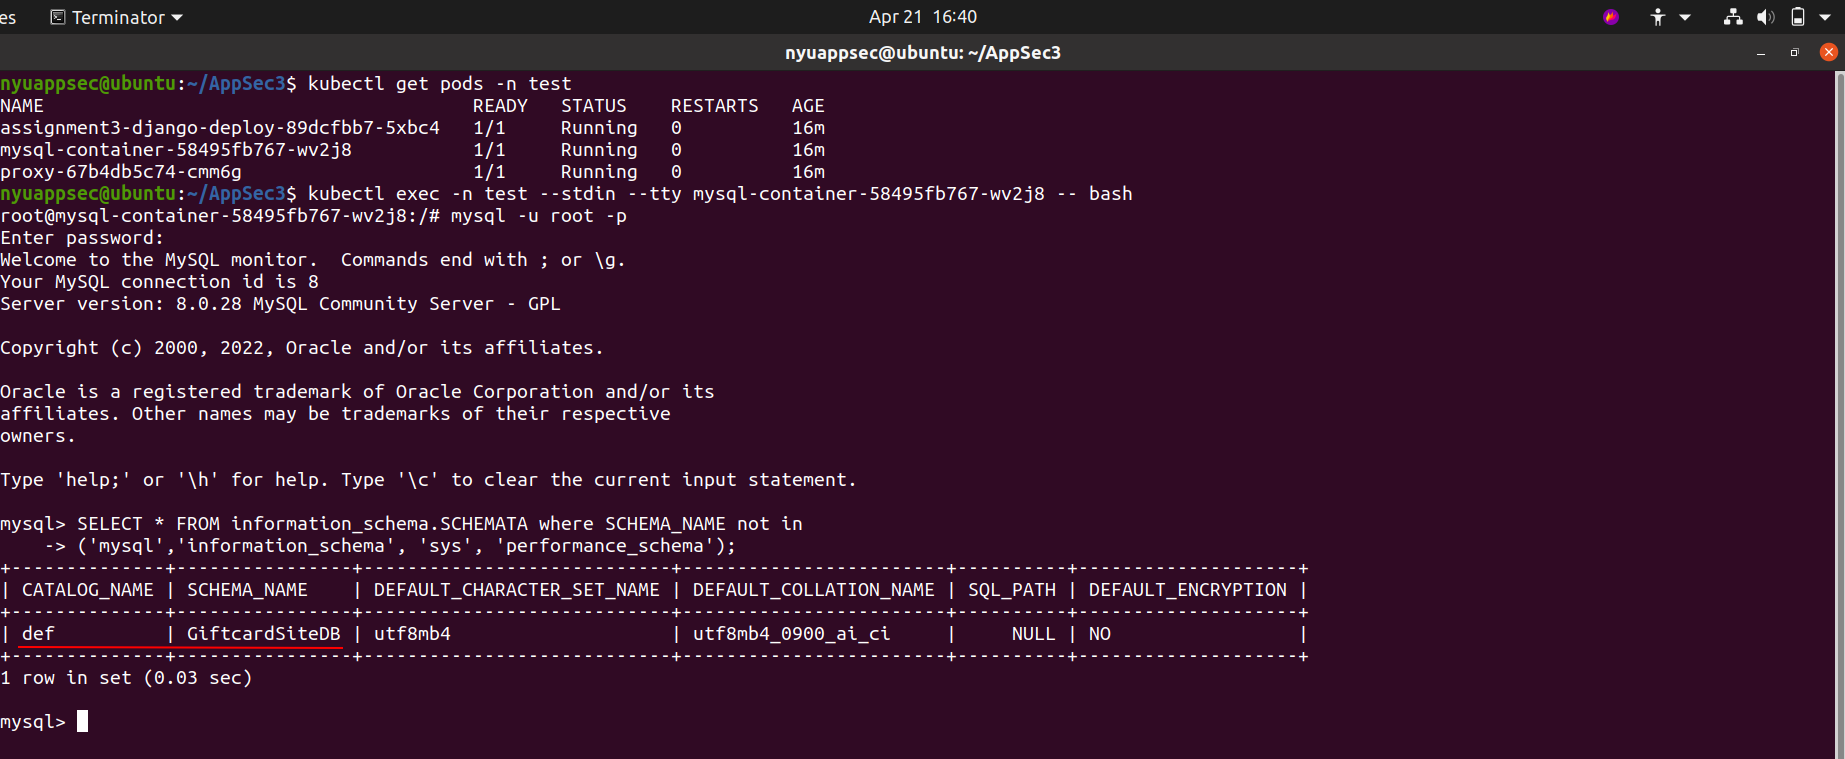 es Terminator Apr 21 16:40
nyuappsec@ubuntu: ~/AppSec3
nyuappsec@ubuntu:~/AppSec3$ kubectl get pods -n test
NAME                                       READY   STATUS    RESTARTS   AGE
assignment3-django-deploy-89dcfbb7-5xbc4   1/1     Running   0          16m
mysql-container-58495fb767-wv2j8           1/1     Running   0          16m
proxy-67b4db5c74-cmm6g                     1/1     Running   0          16m
nyuappsec@ubuntu:~/AppSec3$ kubectl exec -n test --stdin --tty mysql-container-58495fb767-wv2j8 -- bash
root@mysql-container-58495fb767-wv2j8:/# mysql -u root -p
Enter password:
Welcome to the MySQL monitor.  Commands end with ; or \g.
Your MySQL connection id is 8
Server version: 8.0.28 MySQL Community Server - GPL
Copyright (c) 2000, 2022, Oracle and/or its affiliates.
Oracle is a registered trademark of Oracle Corporation and/or its
affiliates. Other names may be trademarks of their respective
owners.
Type 'help;' or '\h' for help. Type '\c' to clear the current input statement.
mysql> SELECT * FROM information_schema.SCHEMATA where SCHEMA_NAME not in
    -> ('mysql','information_schema', 'sys', 'performance_schema');
+--------------+----------------+----------------------------+------------------------+----------+--------------------+
| CATALOG_NAME | SCHEMA_NAME    | DEFAULT_CHARACTER_SET_NAME | DEFAULT_COLLATION_NAME | SQL_PATH | DEFAULT_ENCRYPTION |
+--------------+----------------+----------------------------+------------------------+----------+--------------------+
| def          | GiftcardSiteDB | utf8mb4                    | utf8mb4_0900_ai_ci     |     NULL | NO                 |
+--------------+----------------+----------------------------+------------------------+----------+--------------------+
1 row in set (0.03 sec)
mysql>